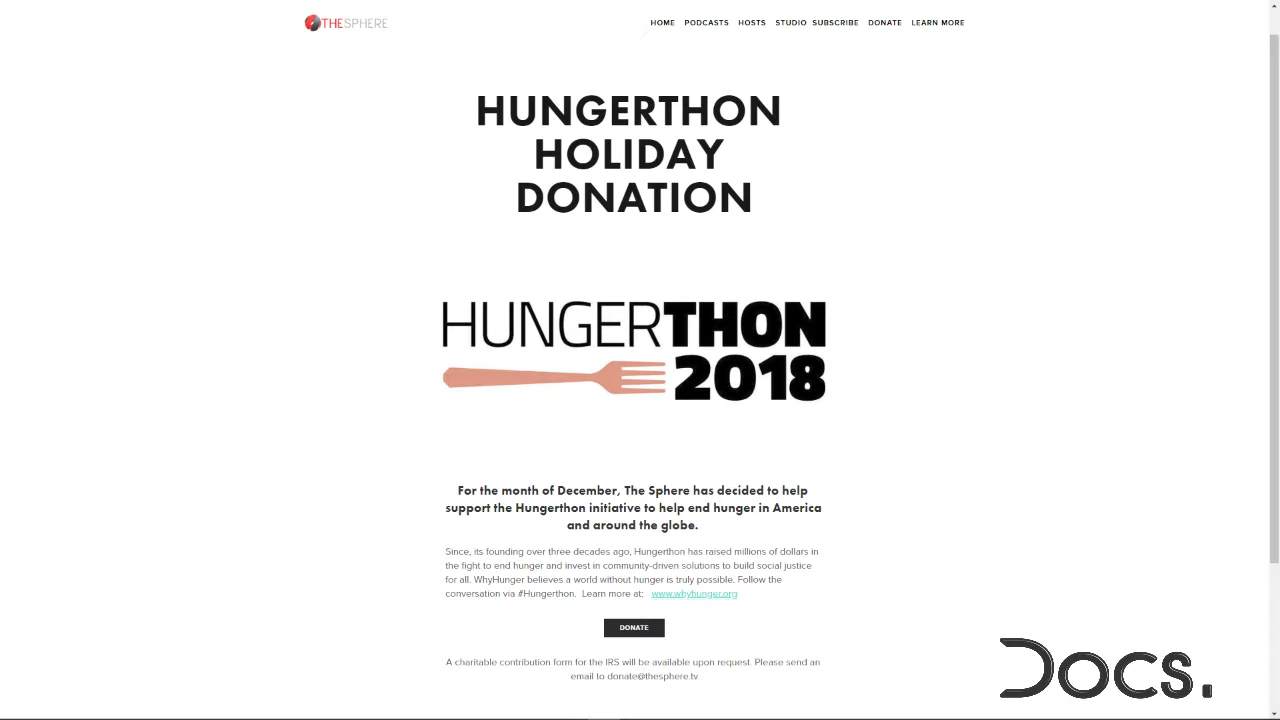 THESPHERE
HOME PODCASTS HOSTS STUDIO SUBSCRIBE DONATE LEARN MORE
HUNGERTHON
HOLIDAY
DONATION
HUNGERTHON
2018
For the month of December, The Sphere has decided to help
support the Hungerthon initiative to help end hunger in America
and around the globe.
Since, its founding over three decades ago, Hungerthon has raised millions of dollars in
the fight to end hunger and invest in community-driven solutions to build social justice
for all. WhyHunger believes a world without hunger is truly possible. Follow the
conversation via #Hungerthon. Learn more at: www.whyhunger.org
DONATE
A charitable contribution form for the IRS will be available upon request. Please send an
email to donate@thesphere.tv
Docs.